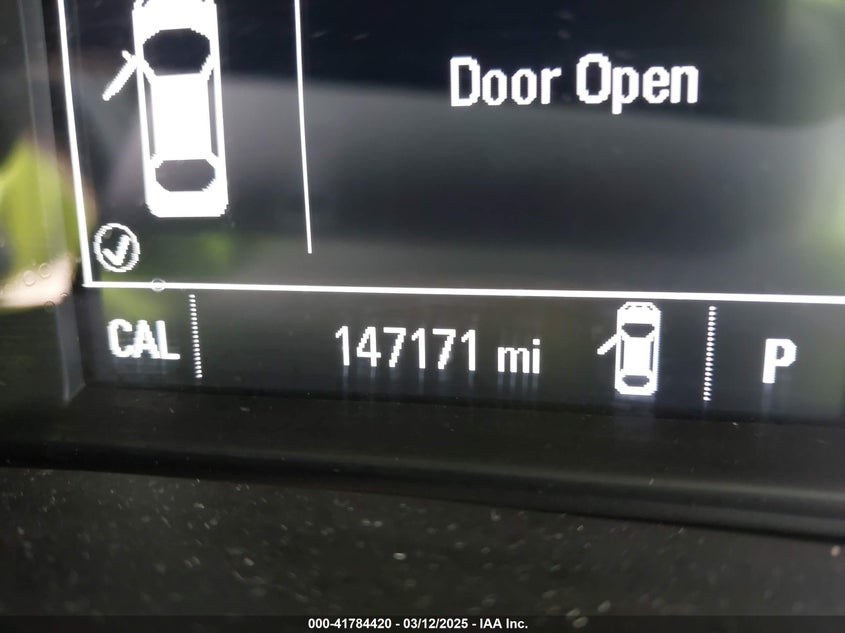 Door Open
CAL 147171 mi P
000-41784420 - 03/12/2025 - IAA Inc.